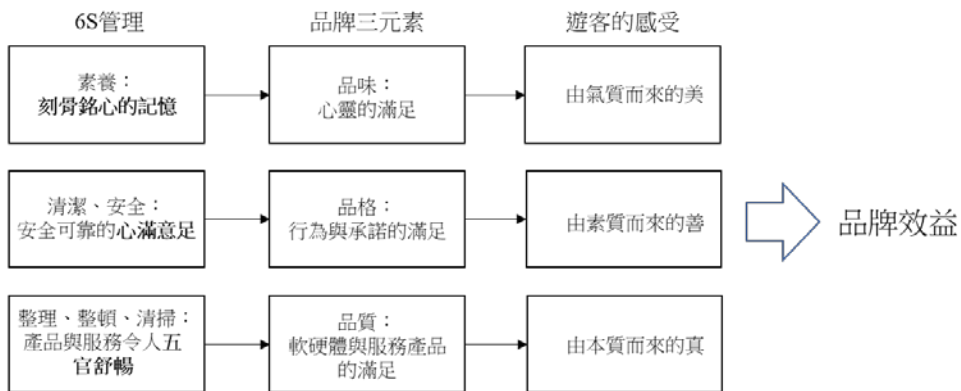 6S管理
品牌三元素
遊客的感受
素養：
刻骨銘心的記憶
品味：
心靈的滿足
由氣質而來的美
清潔、安全：
安全可靠的心滿意足
品格：
行為與承諾的滿足
由素質而來的善
品牌效益
整理、整頓、清掃：
產品與服務令人五
官舒暢
品質：
軟硬體與服務產品
的滿足
由本質而來的真